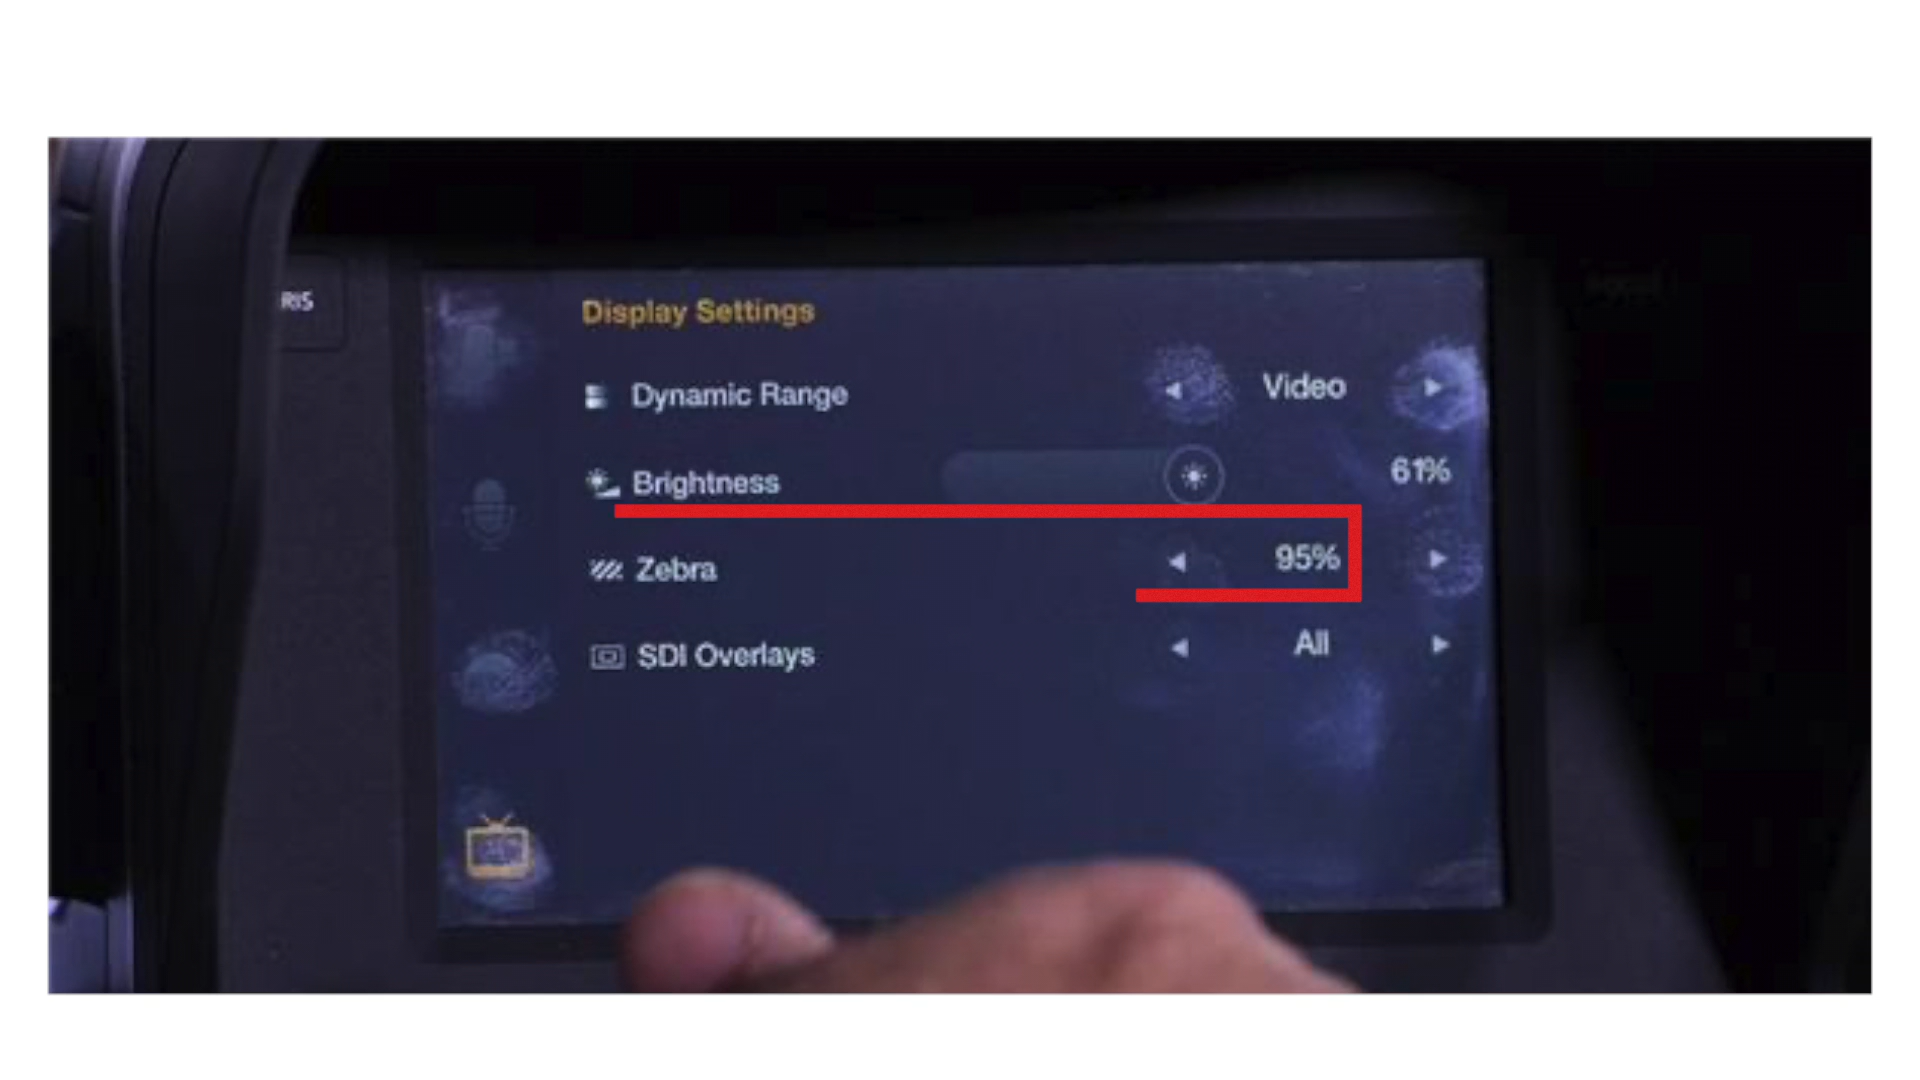 RIS
Display Settings
Dynamic Range Video
Brightness 61%
Zebra 95%
SDI Overlays All